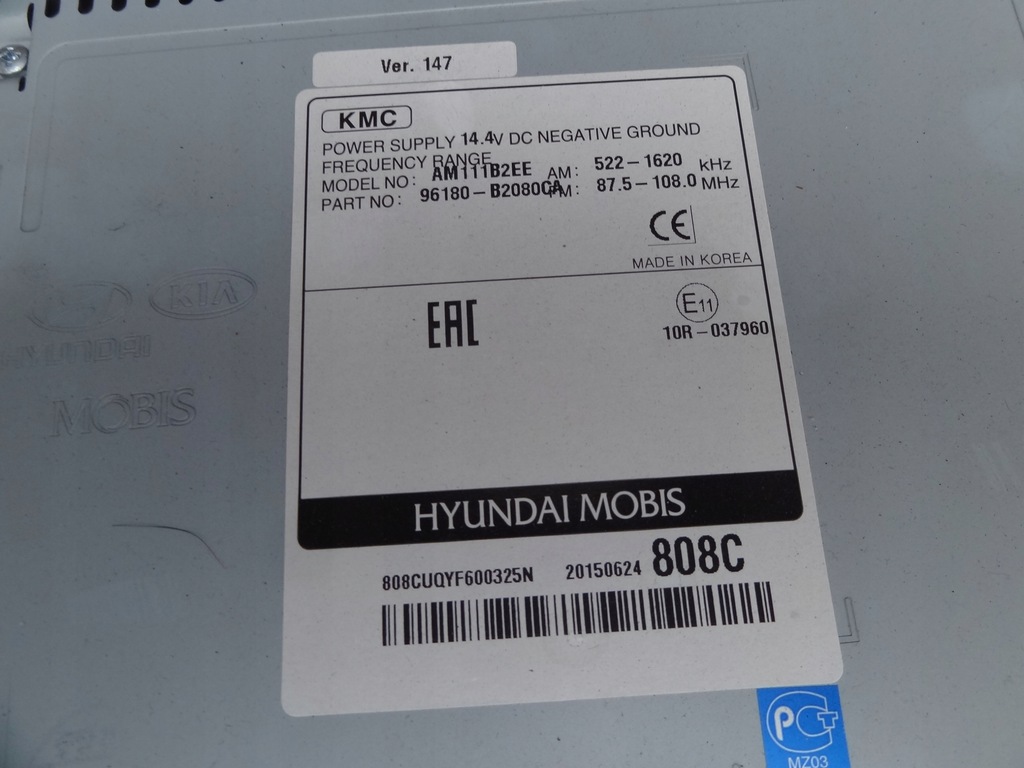 Ver. 147
KMC
POWER SUPPLY 14.4V DC NEGATIVE GROUND
FREQUENCY RANGE
AM: 522-1620 KHz
MODEL NO: AM111B2EE
FM: 87.5-108.0 MHz
PART NO: 96180-B2080CA
CE
MADE IN KOREA
EAC
E11
10R-037960
HYUNDAI MOBIS
808CUQYF600325N 20150624 808C
KIA
HYUNDAI
MOBIS
PCT
MZ03